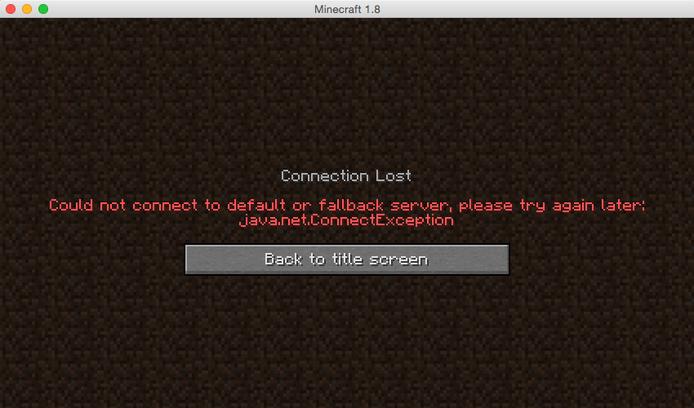 Minecraft 1.8
Connection Lost
Could not connect to default or fallback server, please try again later:
java.net.ConnectException
Back to title screen